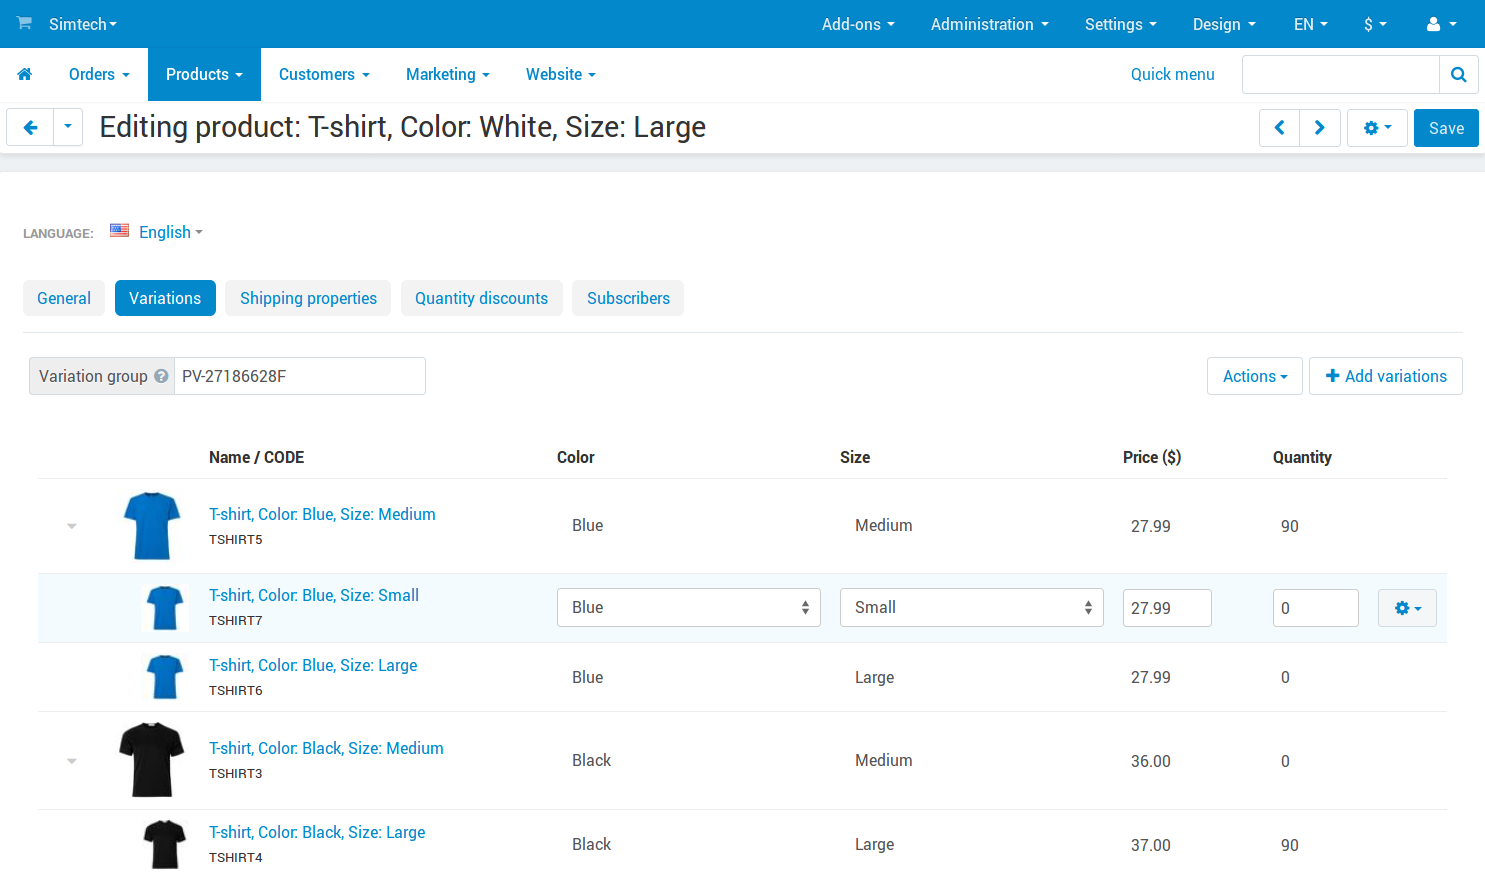 Simtech Add-ons Administration Settings Design EN $
Orders Products Customers Marketing Website Quick menu
Editing product: T-shirt, Color: White, Size: Large Save
LANGUAGE: English
General Variations Shipping properties Quantity discounts Subscribers
Variation group ? PV-27186628F Actions + Add variations
Name / CODE Color Size Price ($) Quantity
T-shirt, Color: Blue, Size: Medium Blue Medium 27.99 90
TSHIRT5
T-shirt, Color: Blue, Size: Small Blue Small 27.99 0
TSHIRT7
T-shirt, Color: Blue, Size: Large Blue Large 27.99 0
TSHIRT6
T-shirt, Color: Black, Size: Medium Black Medium 36.00 0
TSHIRT3
T-shirt, Color: Black, Size: Large Black Large 37.00 90
TSHIRT4